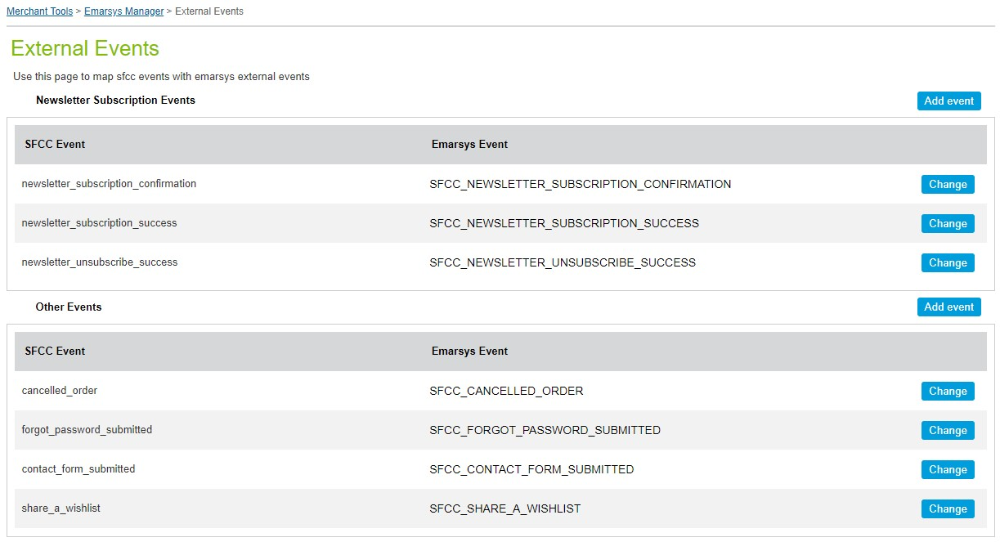 Merchant Tools > Emarsys Manager > External Events
External Events
Use this page to map sfcc events with emarsys external events
Newsletter Subscription Events Add event
SFCC Event Emarsys Event
newsletter_subscription_confirmation SFCC_NEWSLETTER_SUBSCRIPTION_CONFIRMATION Change
newsletter_subscription_success SFCC_NEWSLETTER_SUBSCRIPTION_SUCCESS Change
newsletter_unsubscribe_success SFCC_NEWSLETTER_UNSUBSCRIBE_SUCCESS Change
Other Events Add event
SFCC Event Emarsys Event
cancelled_order SFCC_CANCELLED_ORDER Change
forgot_password_submitted SFCC_FORGOT_PASSWORD_SUBMITTED Change
contact_form_submitted SFCC_CONTACT_FORM_SUBMITTED Change
share_a_wishlist SFCC_SHARE_A_WISHLIST Change